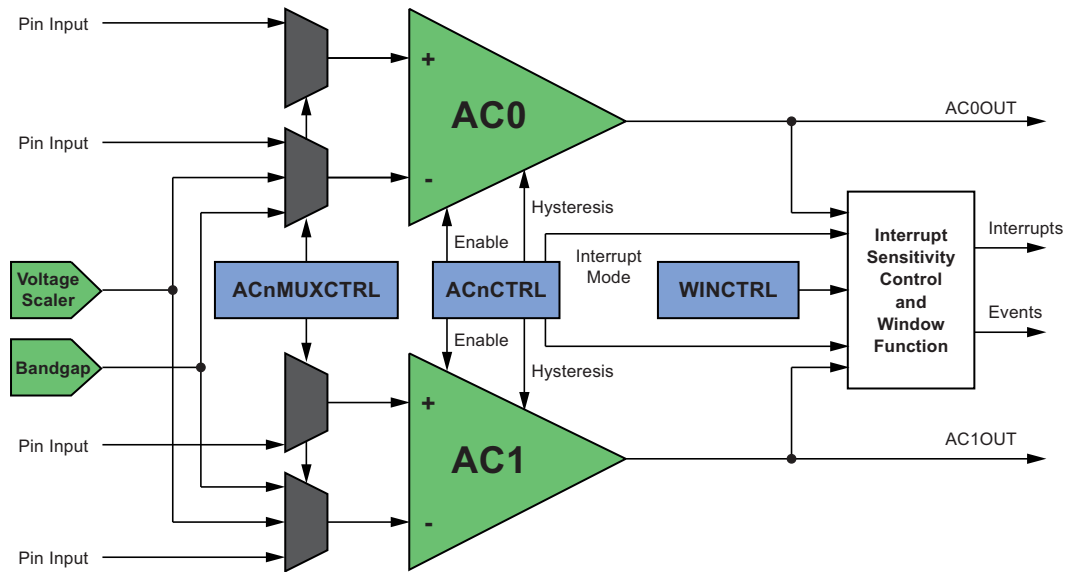 Pin Input
+
AC0
AC0OUT
Pin Input
-
Hysteresis
Enable
Interrupt
Mode
Interrupt
Sensitivity
Control
and
Window
Function
Interrupts
Events
Voltage
Scaler
ACnMUXCTRL
ACnCTRL
WINCTRL
Enable
Bandgap
Hysteresis
+
Pin Input
AC1
AC1OUT
-
Pin Input